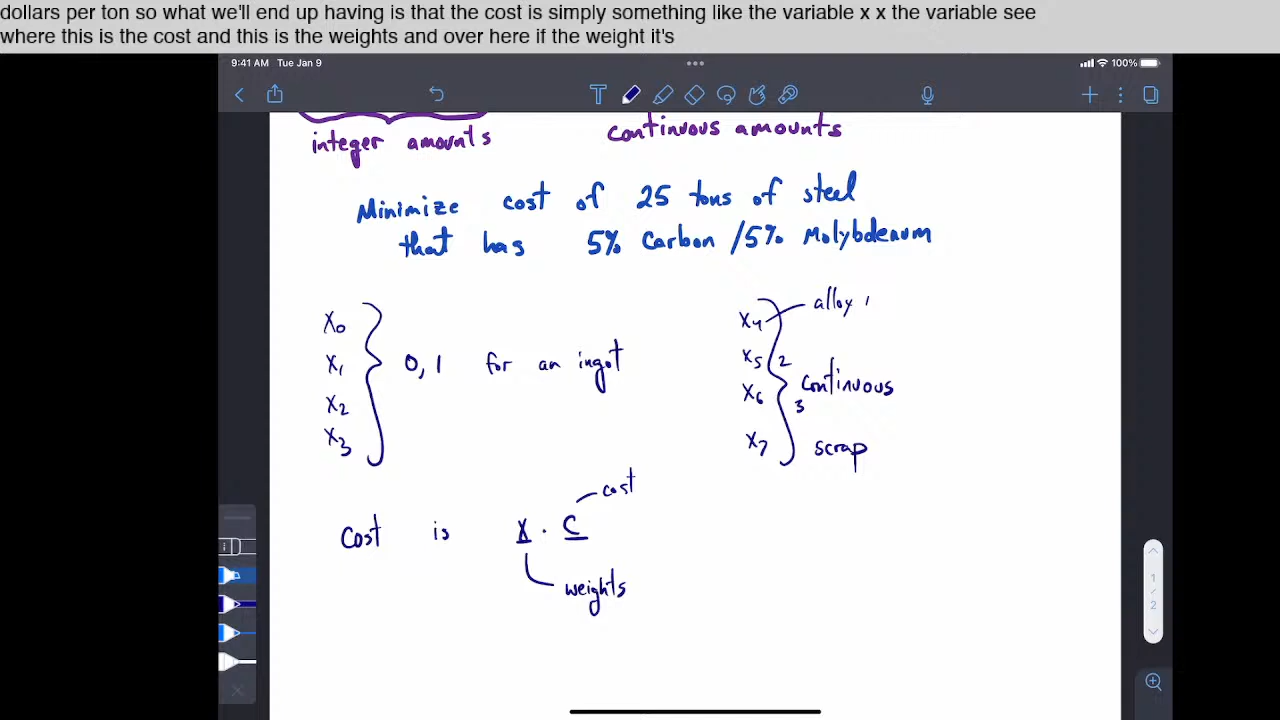 dollars per ton so what we'll end up having is that the cost is simply something like the variable x x the variable see
where this is the cost and this is the weights and over here if the weight it's
9:41 AM Tue Jan 9
100%
integer amounts
continuous amounts
Minimize cost of 25 tons of steel
that has 5% Carbon /5% Molybdenum
x0
x1
x2
x3
0, 1 for an ingot
x4
x5
x6
x7
alloy 1
2
continuous
3
scrap
cost
Cost is x · c
weights
1
/
2